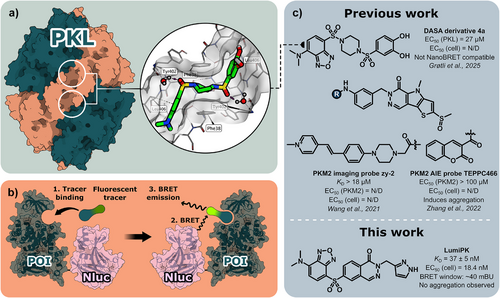 a)
PKL
Tyr402
Phe38
b)
1. Tracer
binding
Fluorescent
tracer
3. BRET
emission
2. BRET
POI
Nluc
Nluc
POI
c)
Previous work
DASA derivative 4a
EC50 (PKL) = 27 μM
EC50 (cell) = N/D
Not NanoBRET compatible
Gratli et al., 2025
R
PKM2 imaging probe zy-2
KD > 18 μM
EC50 (PKM2) = N/D
EC50 (cell) = N/D
Wang et al., 2021
PKM2 AIE probe TEPPC466
EC50 (PKM2) > 100 μM
EC50 (cell) = N/D
Induces aggregation
Zhang et al., 2022
This work
LumiPK
KD = 37 ± 5 nM
EC50 (cell) = 18.4 nM
BRET window: ~40 mBU
No aggregation observed